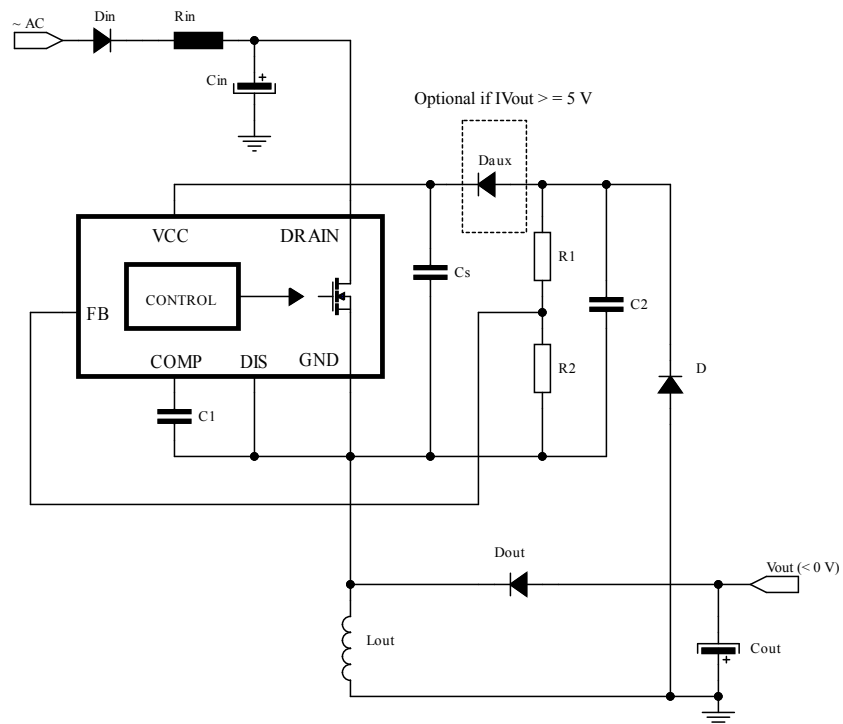 ~ AC
Din
Rin
Cin
+
Optional if IVout > = 5 V
Daux
VCC
DRAIN
R1
Cs
CONTROL
C2
FB
COMP
DIS
GND
R2
D
C1
Dout
Vout (< 0 V)
Lout
Cout
+